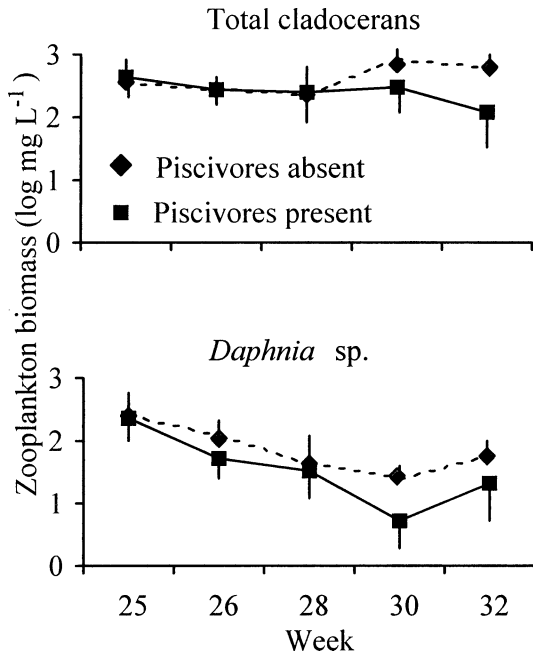 Total cladocerans
3
2
1
0
Piscivores absent
Piscivores present
Zooplankton biomass (log mg L⁻¹ )
Daphnia sp.
3
2
1
0
25 26 28 30 32
Week